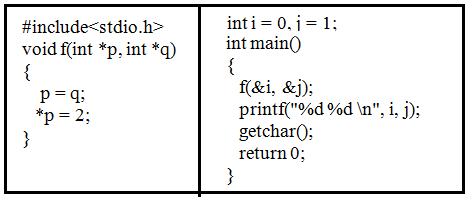 #include<stdio.h>
void f(int *p, int *q)
{
p = q;
*p = 2;
}
int i = 0, j = 1;
int main()
{
f(&i, &j);
printf("%d %d \n", i, j);
getchar();
return 0;
}